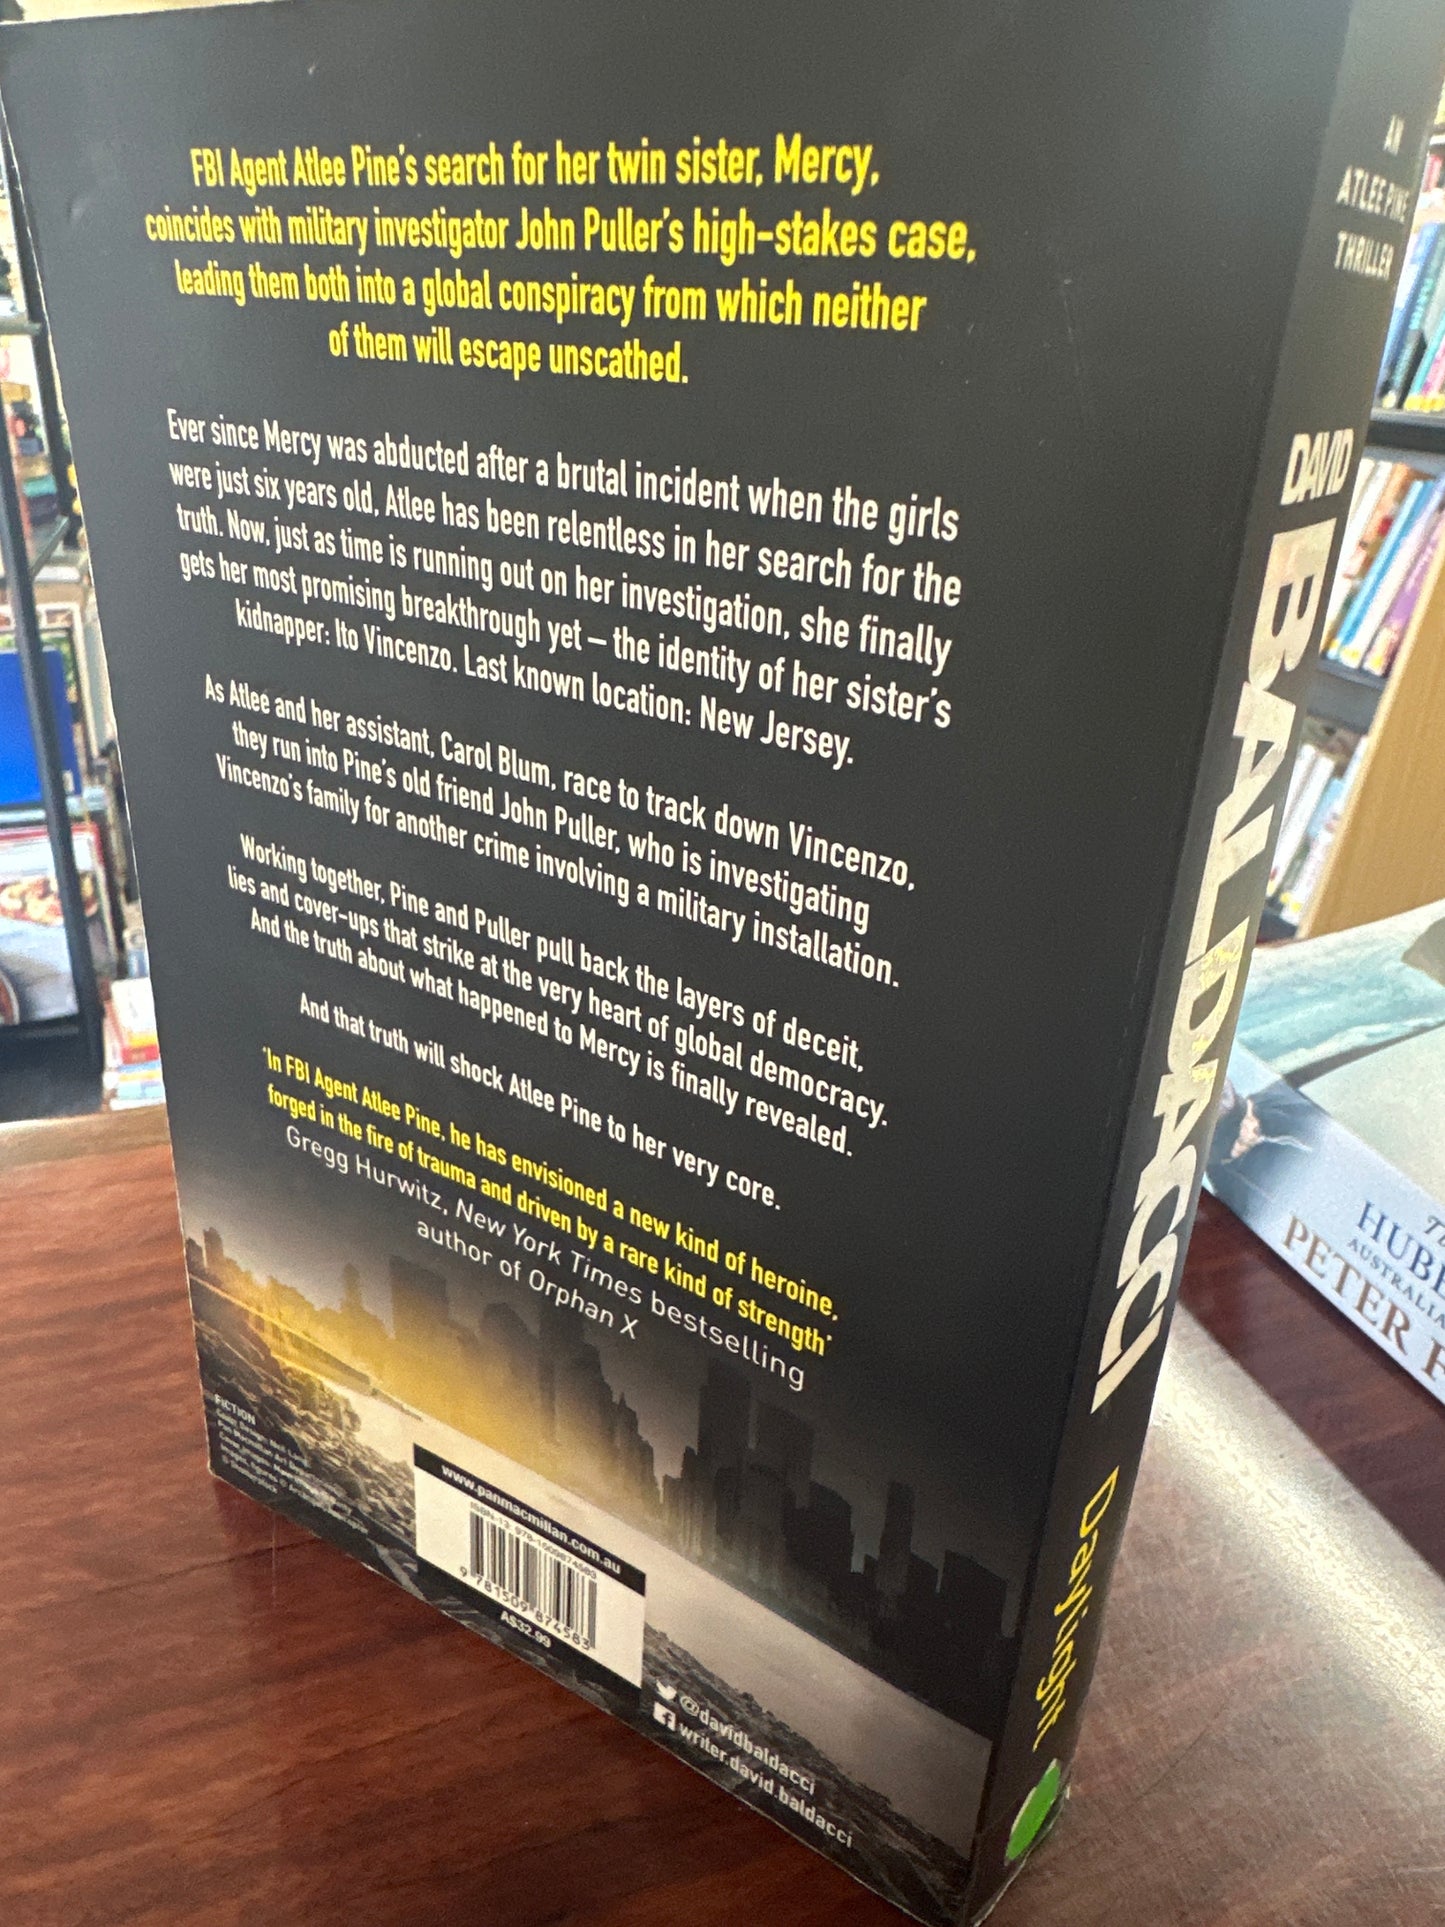 FBI Agent Atlee Pine's search for her twin sister, Mercy,
coincides with military investigator John Puller's high-stakes case,
leading them both into a global conspiracy from which neither
of them will escape unscathed.
Ever since Mercy was abducted after a brutal incident when the girls
were just six years old, Atlee has been relentless in her search for the
truth. Now, just as time is running out on her investigation, she finally
gets her most promising breakthrough yet – the identity of her sister's
kidnapper: Ito Vincenzo. Last known location: New Jersey.
As Atlee and her assistant, Carol Blum, race to track down Vincenzo,
they run into Pine's old friend John Puller, who is investigating
Vincenzo's family for another crime involving a military installation.
Working together, Pine and Puller pull back the layers of deceit,
lies and cover-ups that strike at the very heart of global democracy.
And the truth about what happened to Mercy is finally revealed.
And that truth will shock Atlee Pine to her very core.
'In FBI Agent Atlee Pine, he has envisioned a new kind of heroine,
forged in the fire of trauma and driven by a rare kind of strength'
Gregg Hurwitz, New York Times bestselling
author of Orphan X
FICTION
Pan Macmillan Art
© Shutterstock
www.panmacmillan.com.au
9 781509 874583
A$32.99
@davidbaldacci
writer.david.baldacci
AN
ATLEE PINE
THRILLER
DAVID
BALDACCI
Daylight
HUBE
AUSTRALIA
PETER F